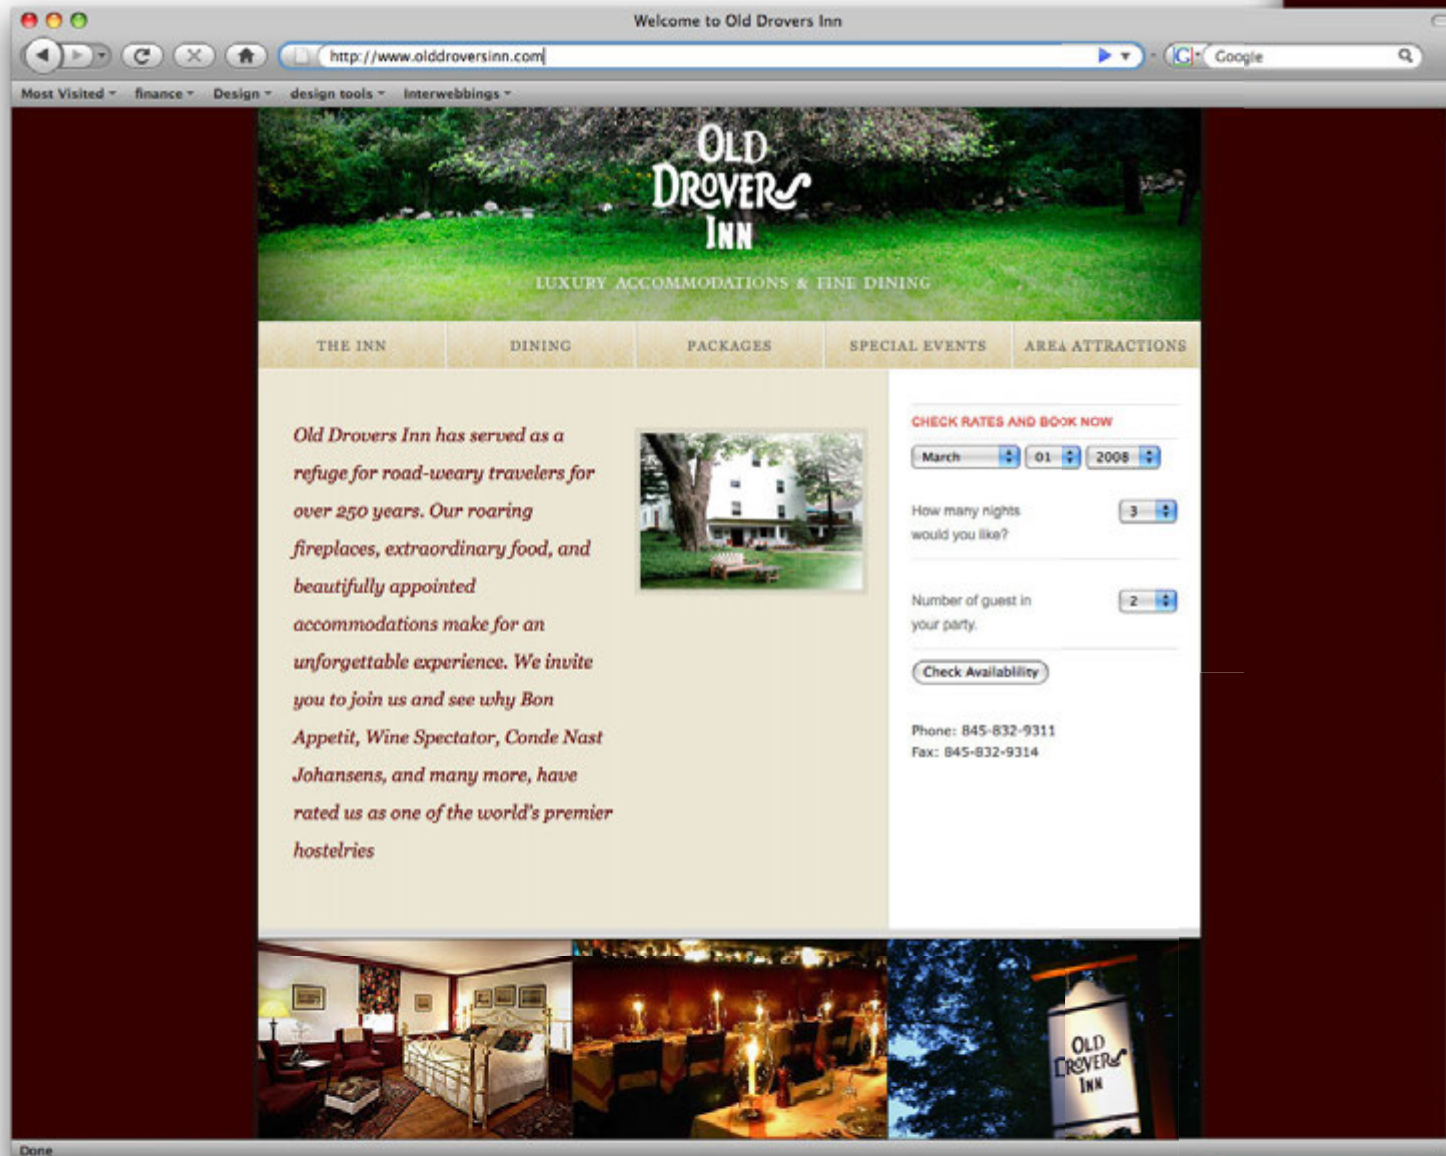 Welcome to Old Drovers Inn
http://www.olddroversinn.com
Google
Most Visited finance Design design tools Interwebbings
OLD
DROVERS
INN
LUXURY ACCOMMODATIONS & FINE DINING
THE INN DINING PACKAGES SPECIAL EVENTS AREA ATTRACTIONS
Old Drovers Inn has served as a
refuge for road-weary travelers for
over 250 years. Our roaring
fireplaces, extraordinary food, and
beautifully appointed
accommodations make for an
unforgettable experience. We invite
you to join us and see why Bon
Appetit, Wine Spectator, Conde Nast
Johansens, and many more, have
rated us as one of the world's premier
hostelries
CHECK RATES AND BOOK NOW
March 01 2008
How many nights 3
would you like?
Number of guest in 2
your party.
Check Availablility
Phone: 845-832-9311
Fax: 845-832-9314
OLD
DROVERS
INN
Done